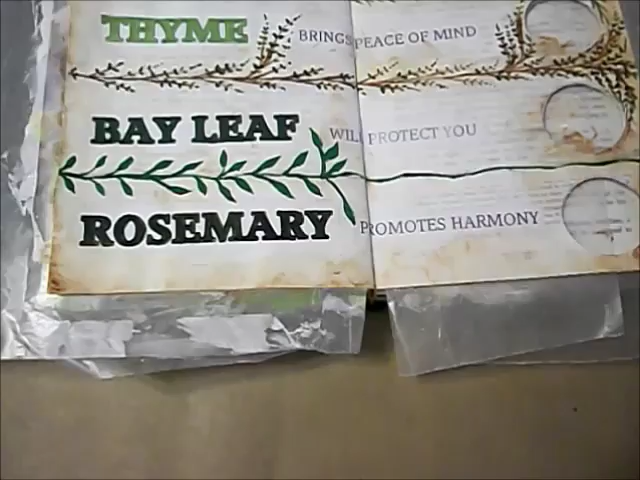 THYME BRINGS PEACE OF MIND
BAY LEAF WILL PROTECT YOU
ROSEMARY PROMOTES HARMONY